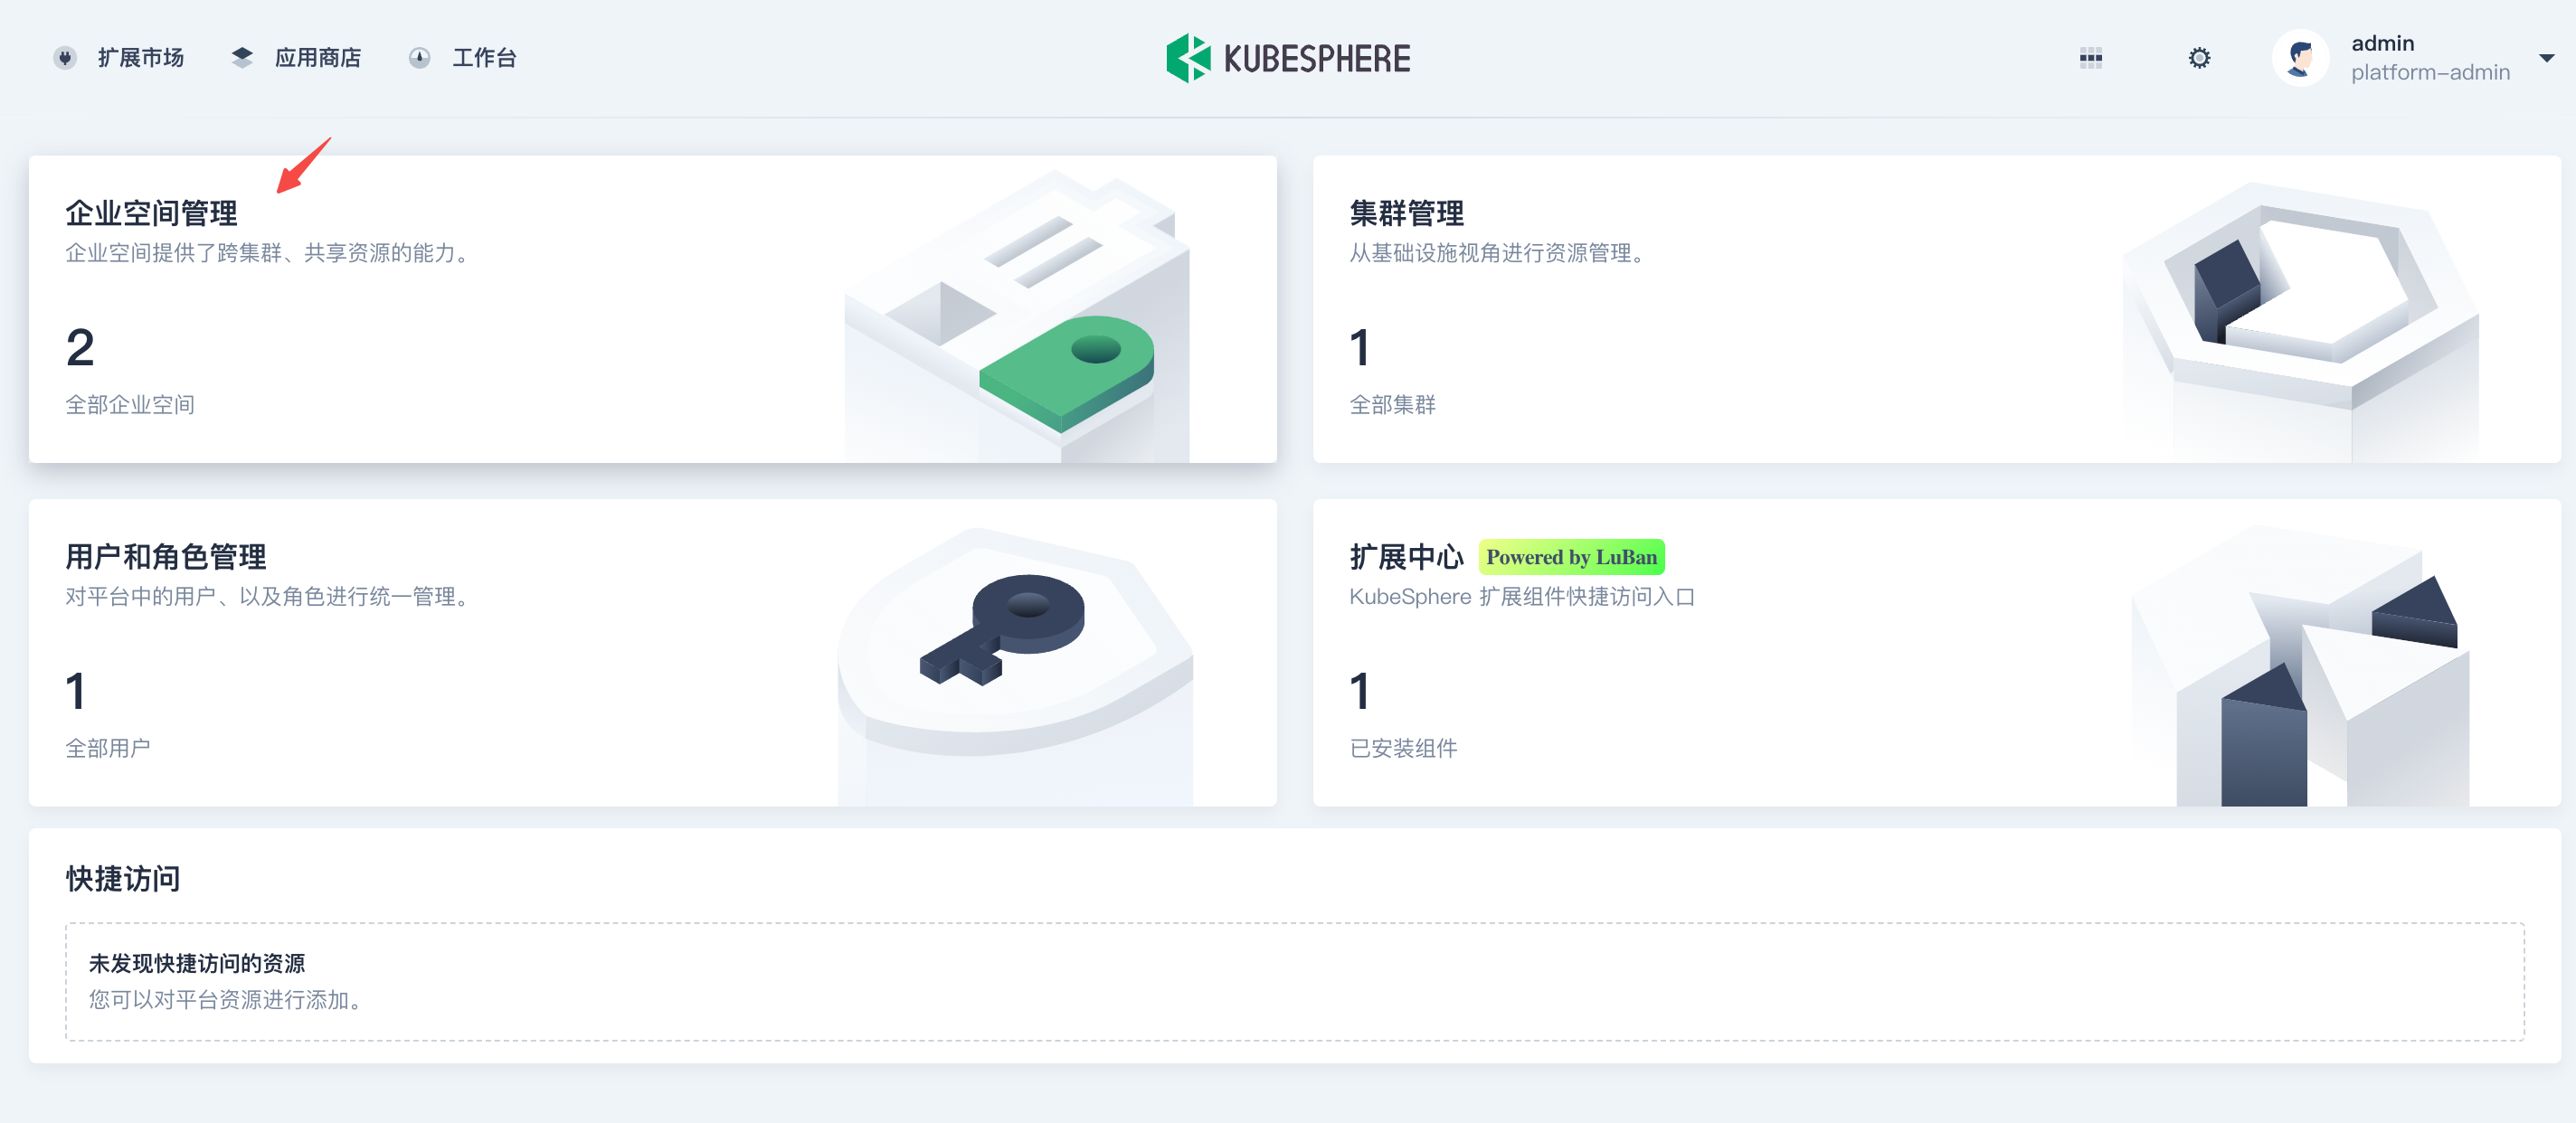 扩展市场 应用商店 工作台 KUBESPHERE admin
platform-admin
企业空间管理
企业空间提供了跨集群、共享资源的能力。
2
全部企业空间
集群管理
从基础设施视角进行资源管理。
1
全部集群
用户和角色管理
对平台中的用户、以及角色进行统一管理。
1
全部用户
扩展中心 Powered by LuBan
KubeSphere 扩展组件快捷访问入口
1
已安装组件
快捷访问
未发现快捷访问的资源
您可以对平台资源进行添加。